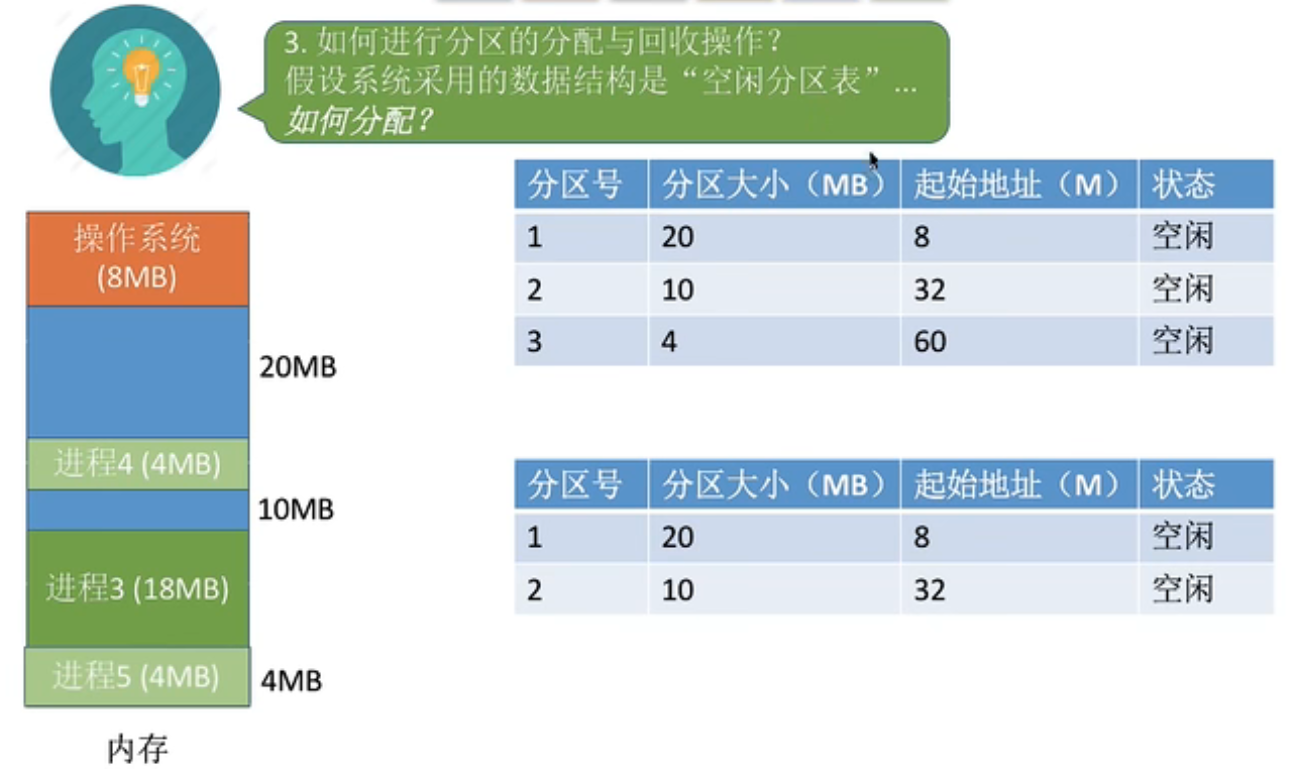 3. 如何进行分区的分配与回收操作？
假设系统采用的数据结构是“空闲分区表”...
如何分配？
分区号 分区大小（MB） 起始地址（M） 状态
1 20 8 空闲
2 10 32 空闲
3 4 60 空闲
操作系统
(8MB)
20MB
进程4 (4MB)
10MB
进程3 (18MB)
进程5 (4MB)
4MB
内存
分区号 分区大小（MB） 起始地址（M） 状态
1 20 8 空闲
2 10 32 空闲